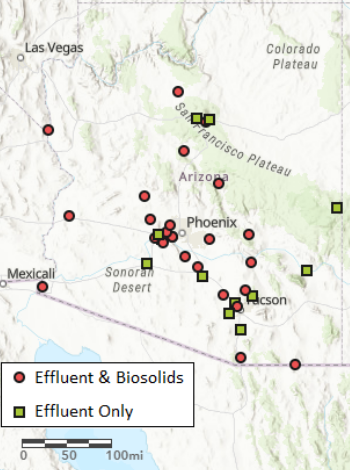 Las Vegas
Colorado
Plateau
San Francisco Plateau
Arizona
Phoenix
Mexicali
Sonoran
Desert
Tucson
Effluent & Biosolids
Effluent Only
0 50 100mi